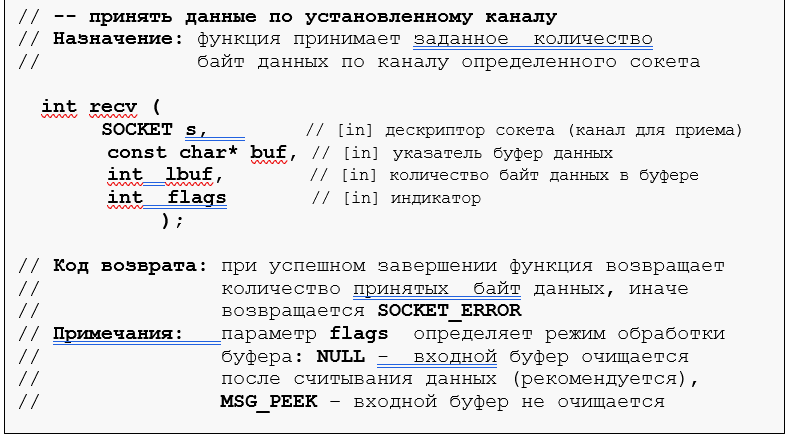 // -- принять данные по установленному каналу
// Назначение: функция принимает заданное  количество
//             байт данных по каналу определенного сокета
int recv (
SOCKET s,      // [in] дескриптор сокета (канал для приема)
const char* buf, // [in] указатель буфер данных
int  lbuf,       // [in] количество байт данных в буфере
int  flags       // [in] индикатор
);
// Код возврата: при успешном завершении функция возвращает
//               количество принятых  байт данных, иначе
//               возвращается SOCKET_ERROR
// Примечания:   параметр flags  определяет режим обработки
//               буфера: NULL –  входной буфер очищается
//               после считывания данных (рекомендуется),
//               MSG_PEEK – входной буфер не очищается